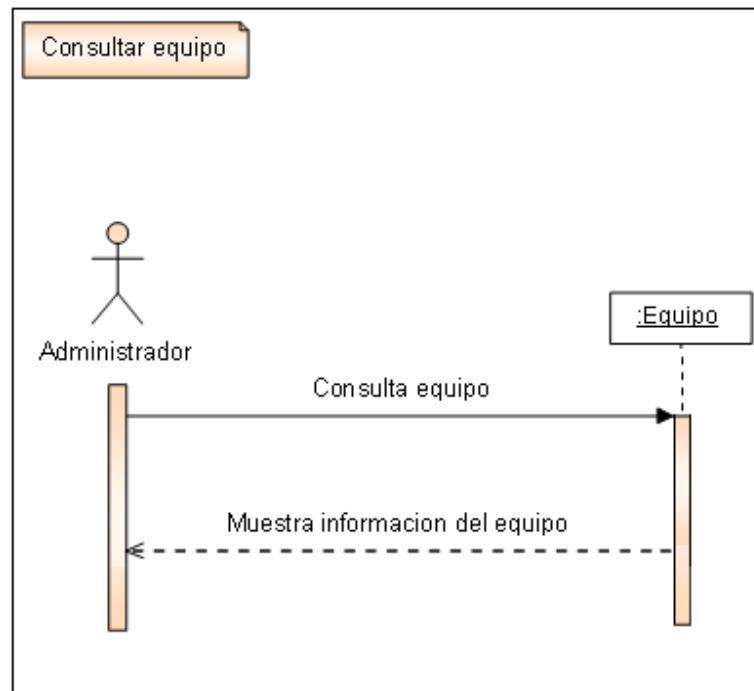 Consultar equipo
:Equipo
Administrador
Consulta equipo
Muestra informacion del equipo